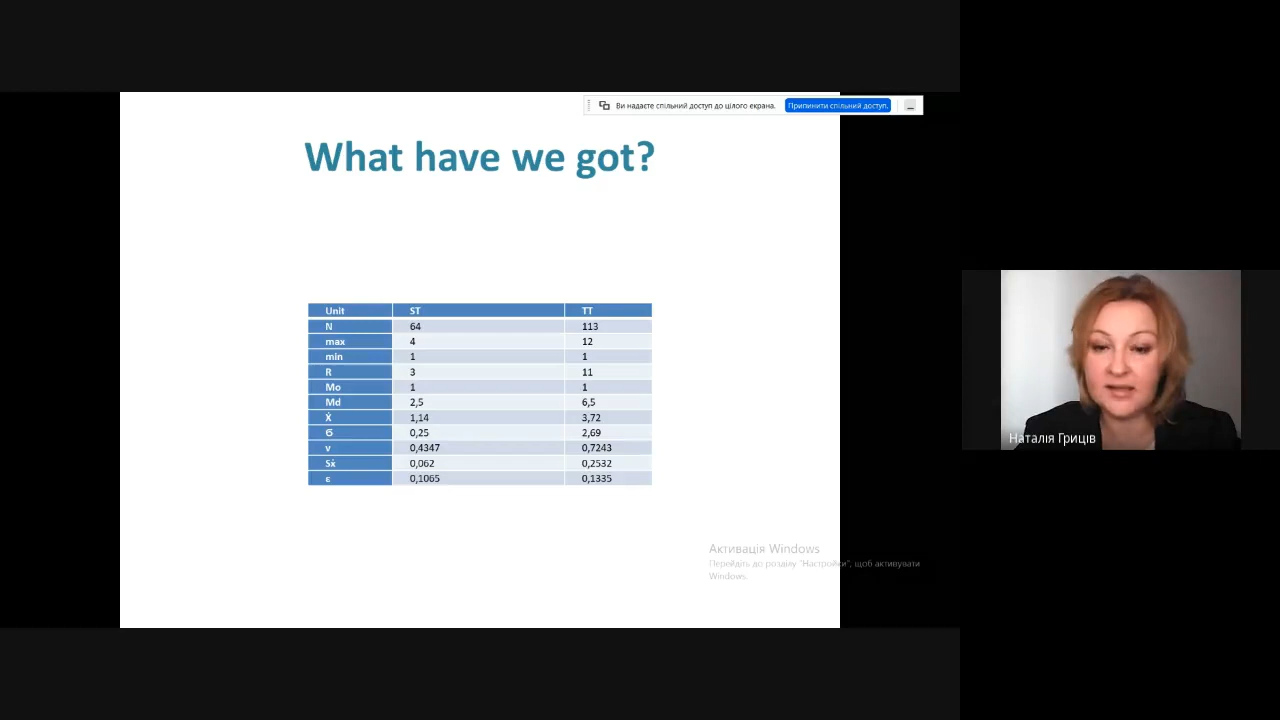 Ви надаєте спільний доступ до цілого екрана. Припинити спільний доступ.
What have we got?
Unit ST TT
N 64 113
max 4 12
min 1 1
R 3 11
Mo 1 1
Md 2,5 6,5
Ẋ 1,14 3,72
Ϭ 0,25 2,69
ν 0,4347 0,7243
Sẋ 0,062 0,2532
ε 0,1065 0,1335
Наталія Гриців
Активація Windows
Перейдіть до розділу "Настройки", щоб активувати
Windows.